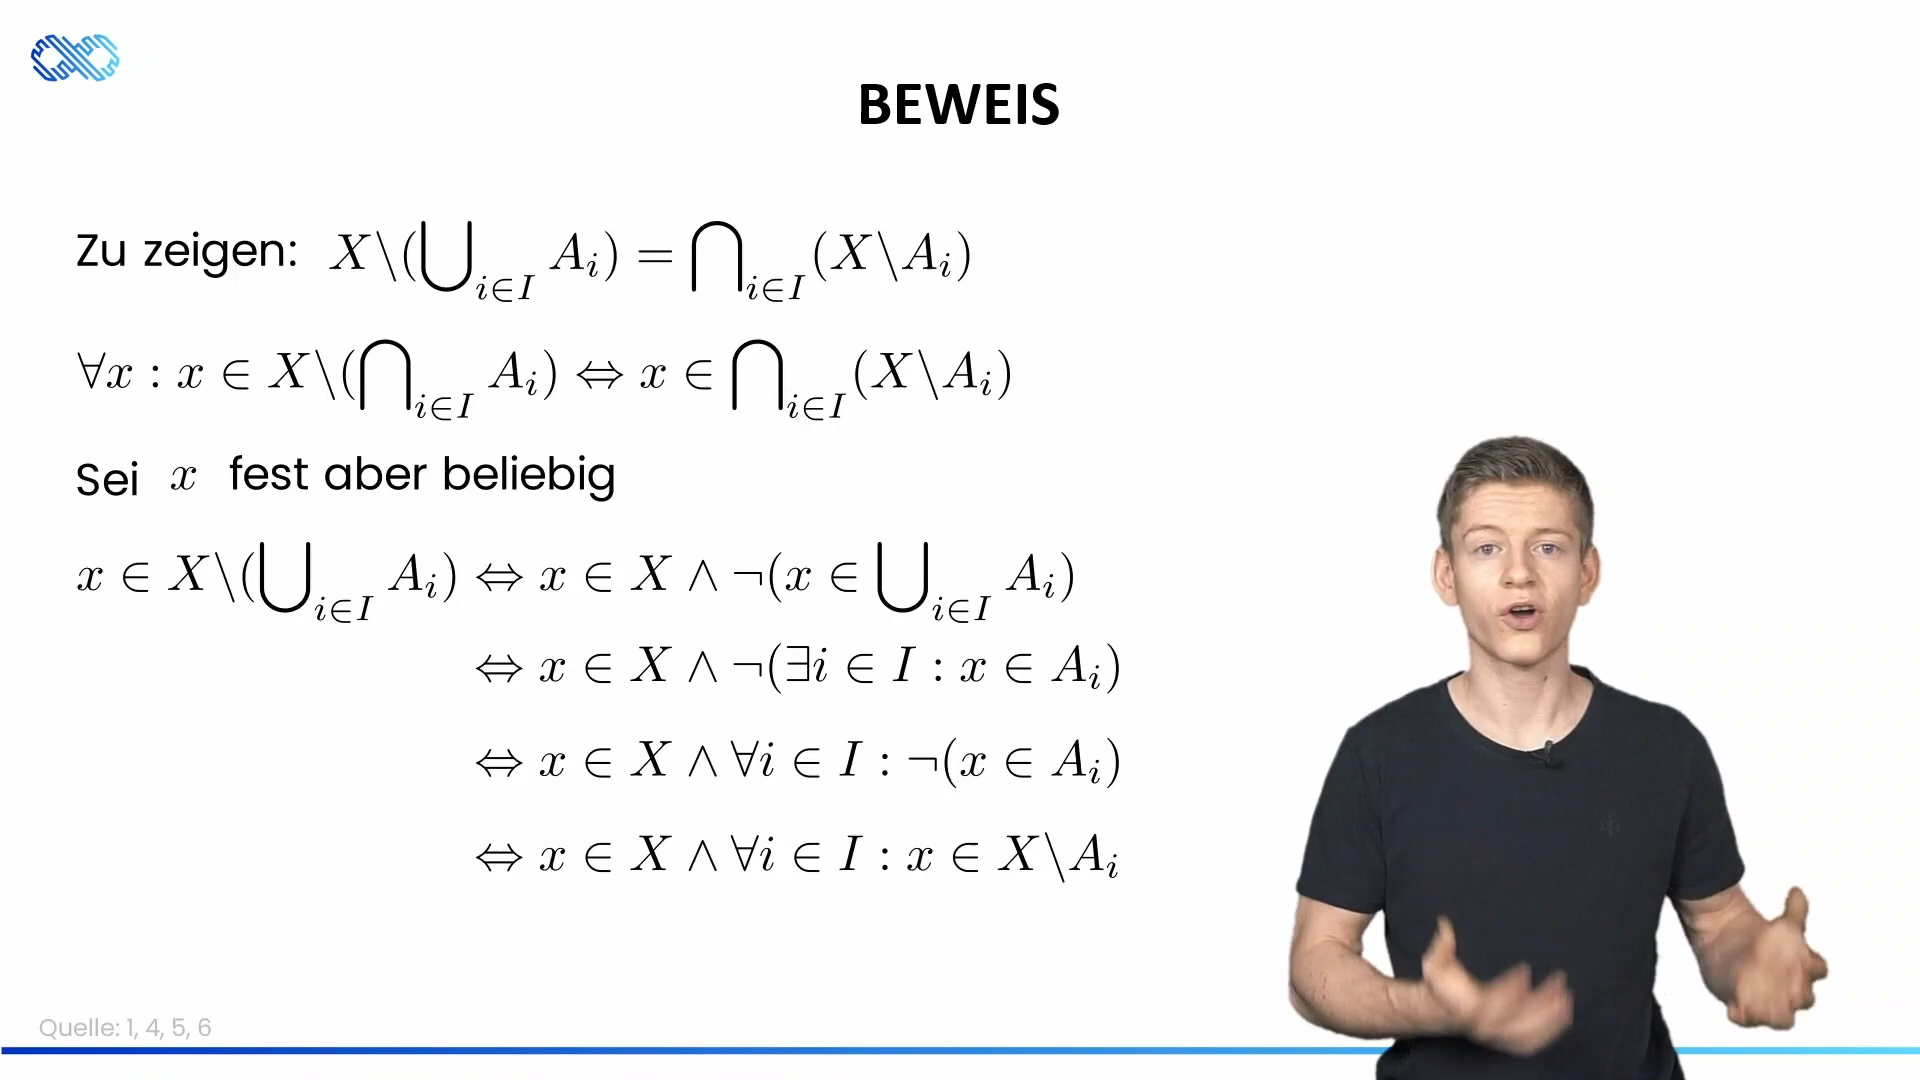 BEWEIS
Zu zeigen: X\(⋃_{i∈I} A_i) = ⋂_{i∈I}(X\A_i)
∀x : x ∈ X\(⋂_{i∈I} A_i) ⇔ x ∈ ⋂_{i∈I}(X\A_i)
Sei x fest aber beliebig
x ∈ X\(⋃_{i∈I} A_i) ⇔ x ∈ X ∧ ¬(x ∈ ⋃_{i∈I} A_i)
⇔ x ∈ X ∧ ¬(∃i ∈ I : x ∈ A_i)
⇔ x ∈ X ∧ ∀i ∈ I : ¬(x ∈ A_i)
⇔ x ∈ X ∧ ∀i ∈ I : x ∈ X\A_i
Quelle: 1, 4, 5, 6